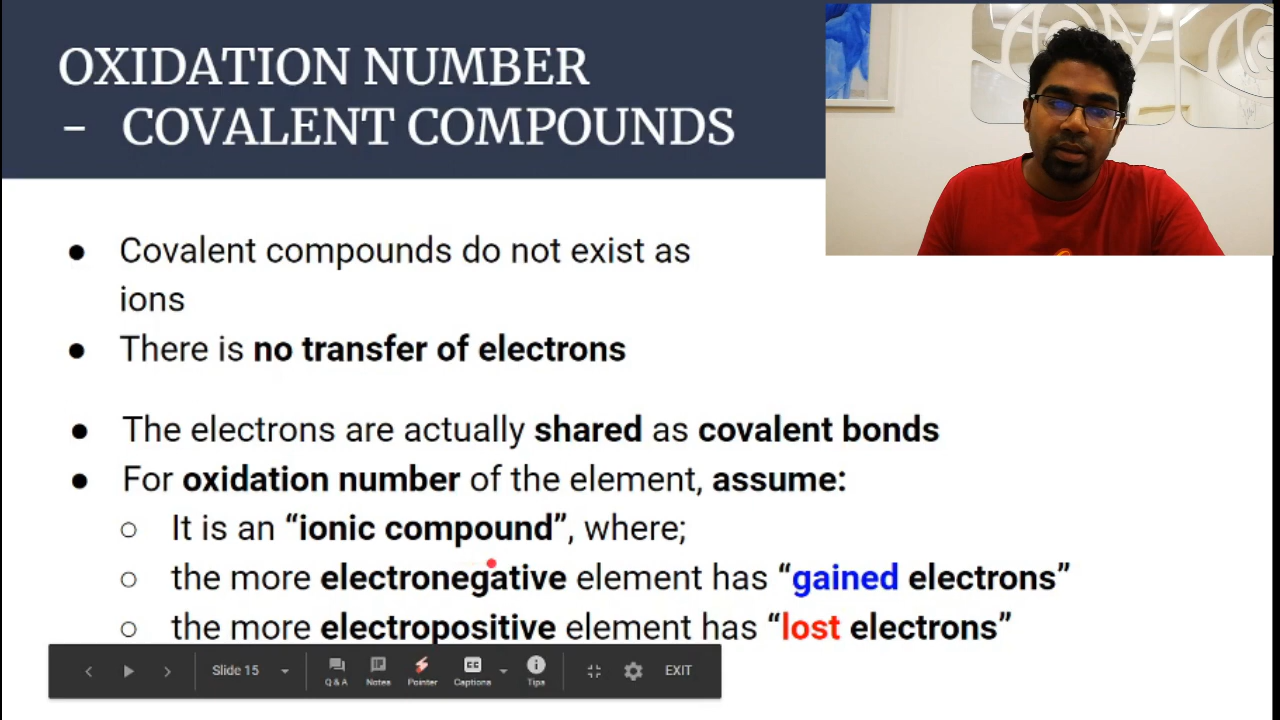 OXIDATION NUMBER
- COVALENT COMPOUNDS
● Covalent compounds do not exist as
ions
● There is no transfer of electrons
● The electrons are actually shared as covalent bonds
● For oxidation number of the element, assume:
○ It is an “ionic compound”, where;
○ the more electronegative element has “gained electrons”
○ the more electropositive element has “lost electrons”
Slide 15 Q & A Notes Pointer CC Captions Tips EXIT